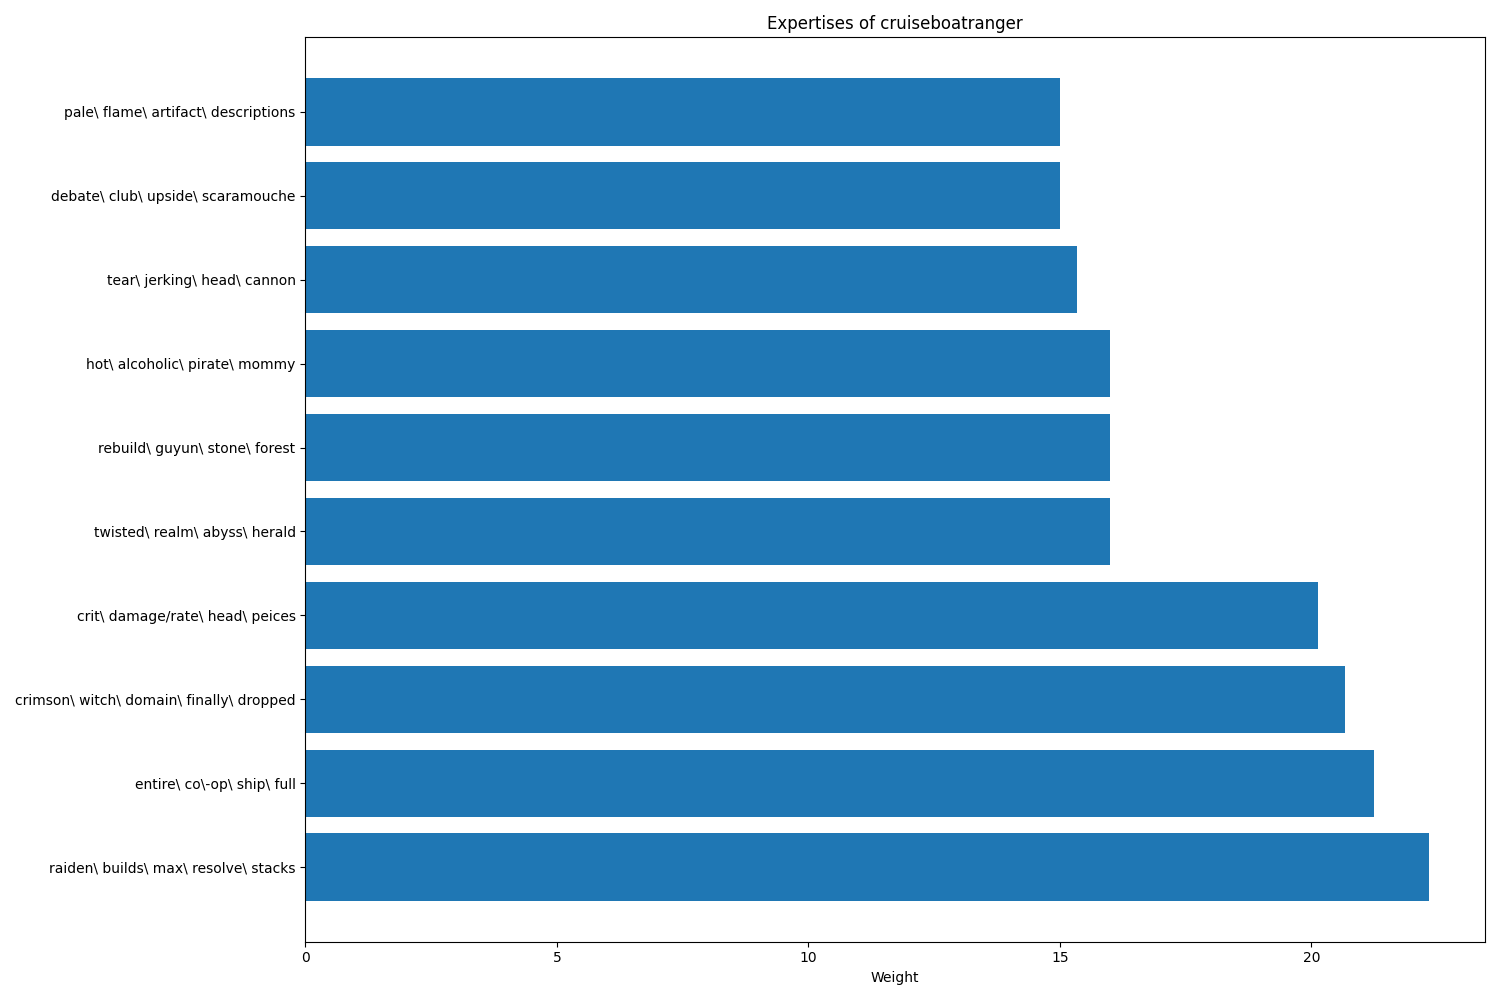 Expertises of cruiseboatranger
pale\ flame\ artifact\ descriptions
debate\ club\ upside\ scaramouche
tear\ jerking\ head\ cannon
hot\ alcoholic\ pirate\ mommy
rebuild\ guyun\ stone\ forest
twisted\ realm\ abyss\ herald
crit\ damage/rate\ head\ peices
crimson\ witch\ domain\ finally\ dropped
entire\ co\-op\ ship\ full
raiden\ builds\ max\ resolve\ stacks
0 5 10 15 20
Weight